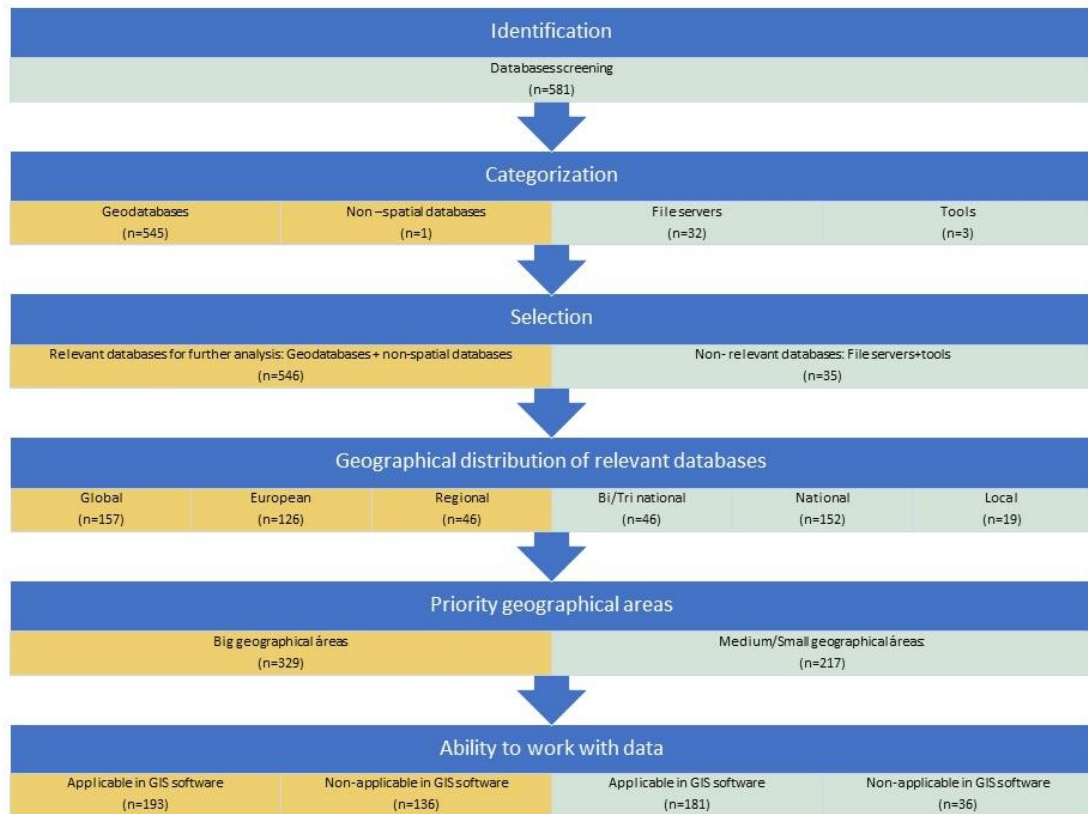 Identification
Databases screening
(n=581)
Categorization
Geodatabases
(n=545)
Non –spatial databases
(n=1)
File servers
(n=32)
Tools
(n=3)
Selection
Relevant databases for further analysis: Geodatabases + non-spatial databases
(n=546)
Non- relevant databases: File servers+tools
(n=35)
Geographical distribution of relevant databases
Global
(n=157)
European
(n=126)
Regional
(n=46)
Bi/Tri national
(n=46)
National
(n=152)
Local
(n=19)
Priority geographical areas
Big geographical áreas
(n=329)
Medium/Small geographical áreas:
(n=217)
Ability to work with data
Applicable in GIS software
(n=193)
Non-applicable in GIS software
(n=136)
Applicable in GIS software
(n=181)
Non-applicable in GIS software
(n=36)